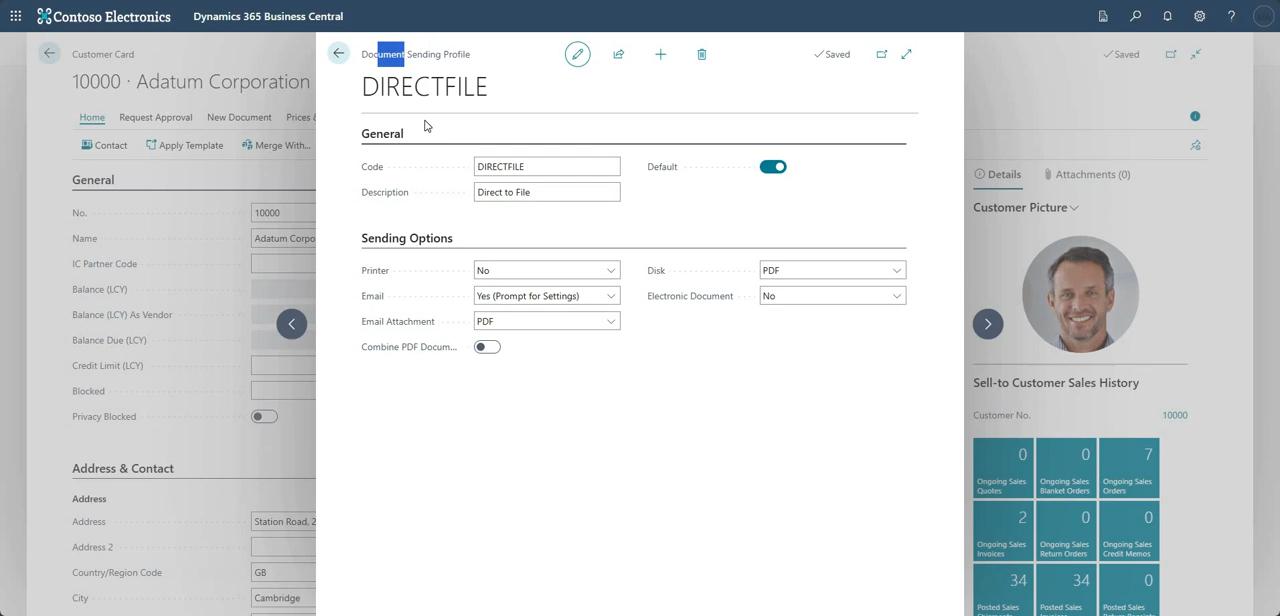 Contoso Electronics Dynamics 365 Business Central
Customer Card
10000 · Adatum Corporation
Home Request Approval New Document Prices &
Contact Apply Template Merge With...
General
No. 10000
Name Adatum Corpo
IC Partner Code
Balance (LCY)
Balance (LCY) As Vendor
Balance Due (LCY)
Credit Limit (LCY)
Blocked
Privacy Blocked
Address & Contact
Address
Address Station Road, 2
Address 2
Country/Region Code GB
City Cambridge
Document Sending Profile Saved
DIRECTFILE
General
Code DIRECTFILE Default
Description Direct to File
Sending Options
Printer No Disk PDF
Email Yes (Prompt for Settings) Electronic Document No
Email Attachment PDF
Combine PDF Docum...
Saved
Details Attachments (0)
Customer Picture
Sell-to Customer Sales History
Customer No. 10000
0 0 7
Ongoing Sales Quotes Ongoing Sales Blanket Orders Ongoing Sales Orders
2 0 0
Ongoing Sales Invoices Ongoing Sales Return Orders Ongoing Sales Credit Memos
34 34 0
Posted Sales Posted Sales Posted Sales